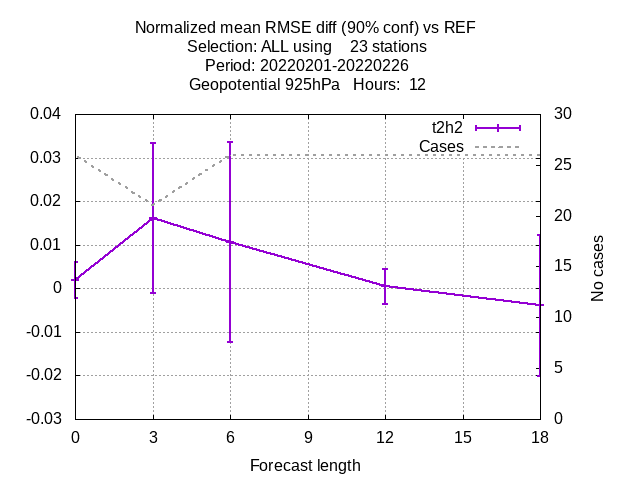 Normalized mean RMSE diff (90% conf) vs REF
Selection: ALL using    23 stations
Period: 20220201-20220226
Geopotential 925hPa   Hours:  12
0.04
0.03
0.02
0.01
0
-0.01
-0.02
-0.03
t2h2
Cases
30
25
20
15
10
5
0
No cases
0 3 6 9 12 15 18
Forecast length